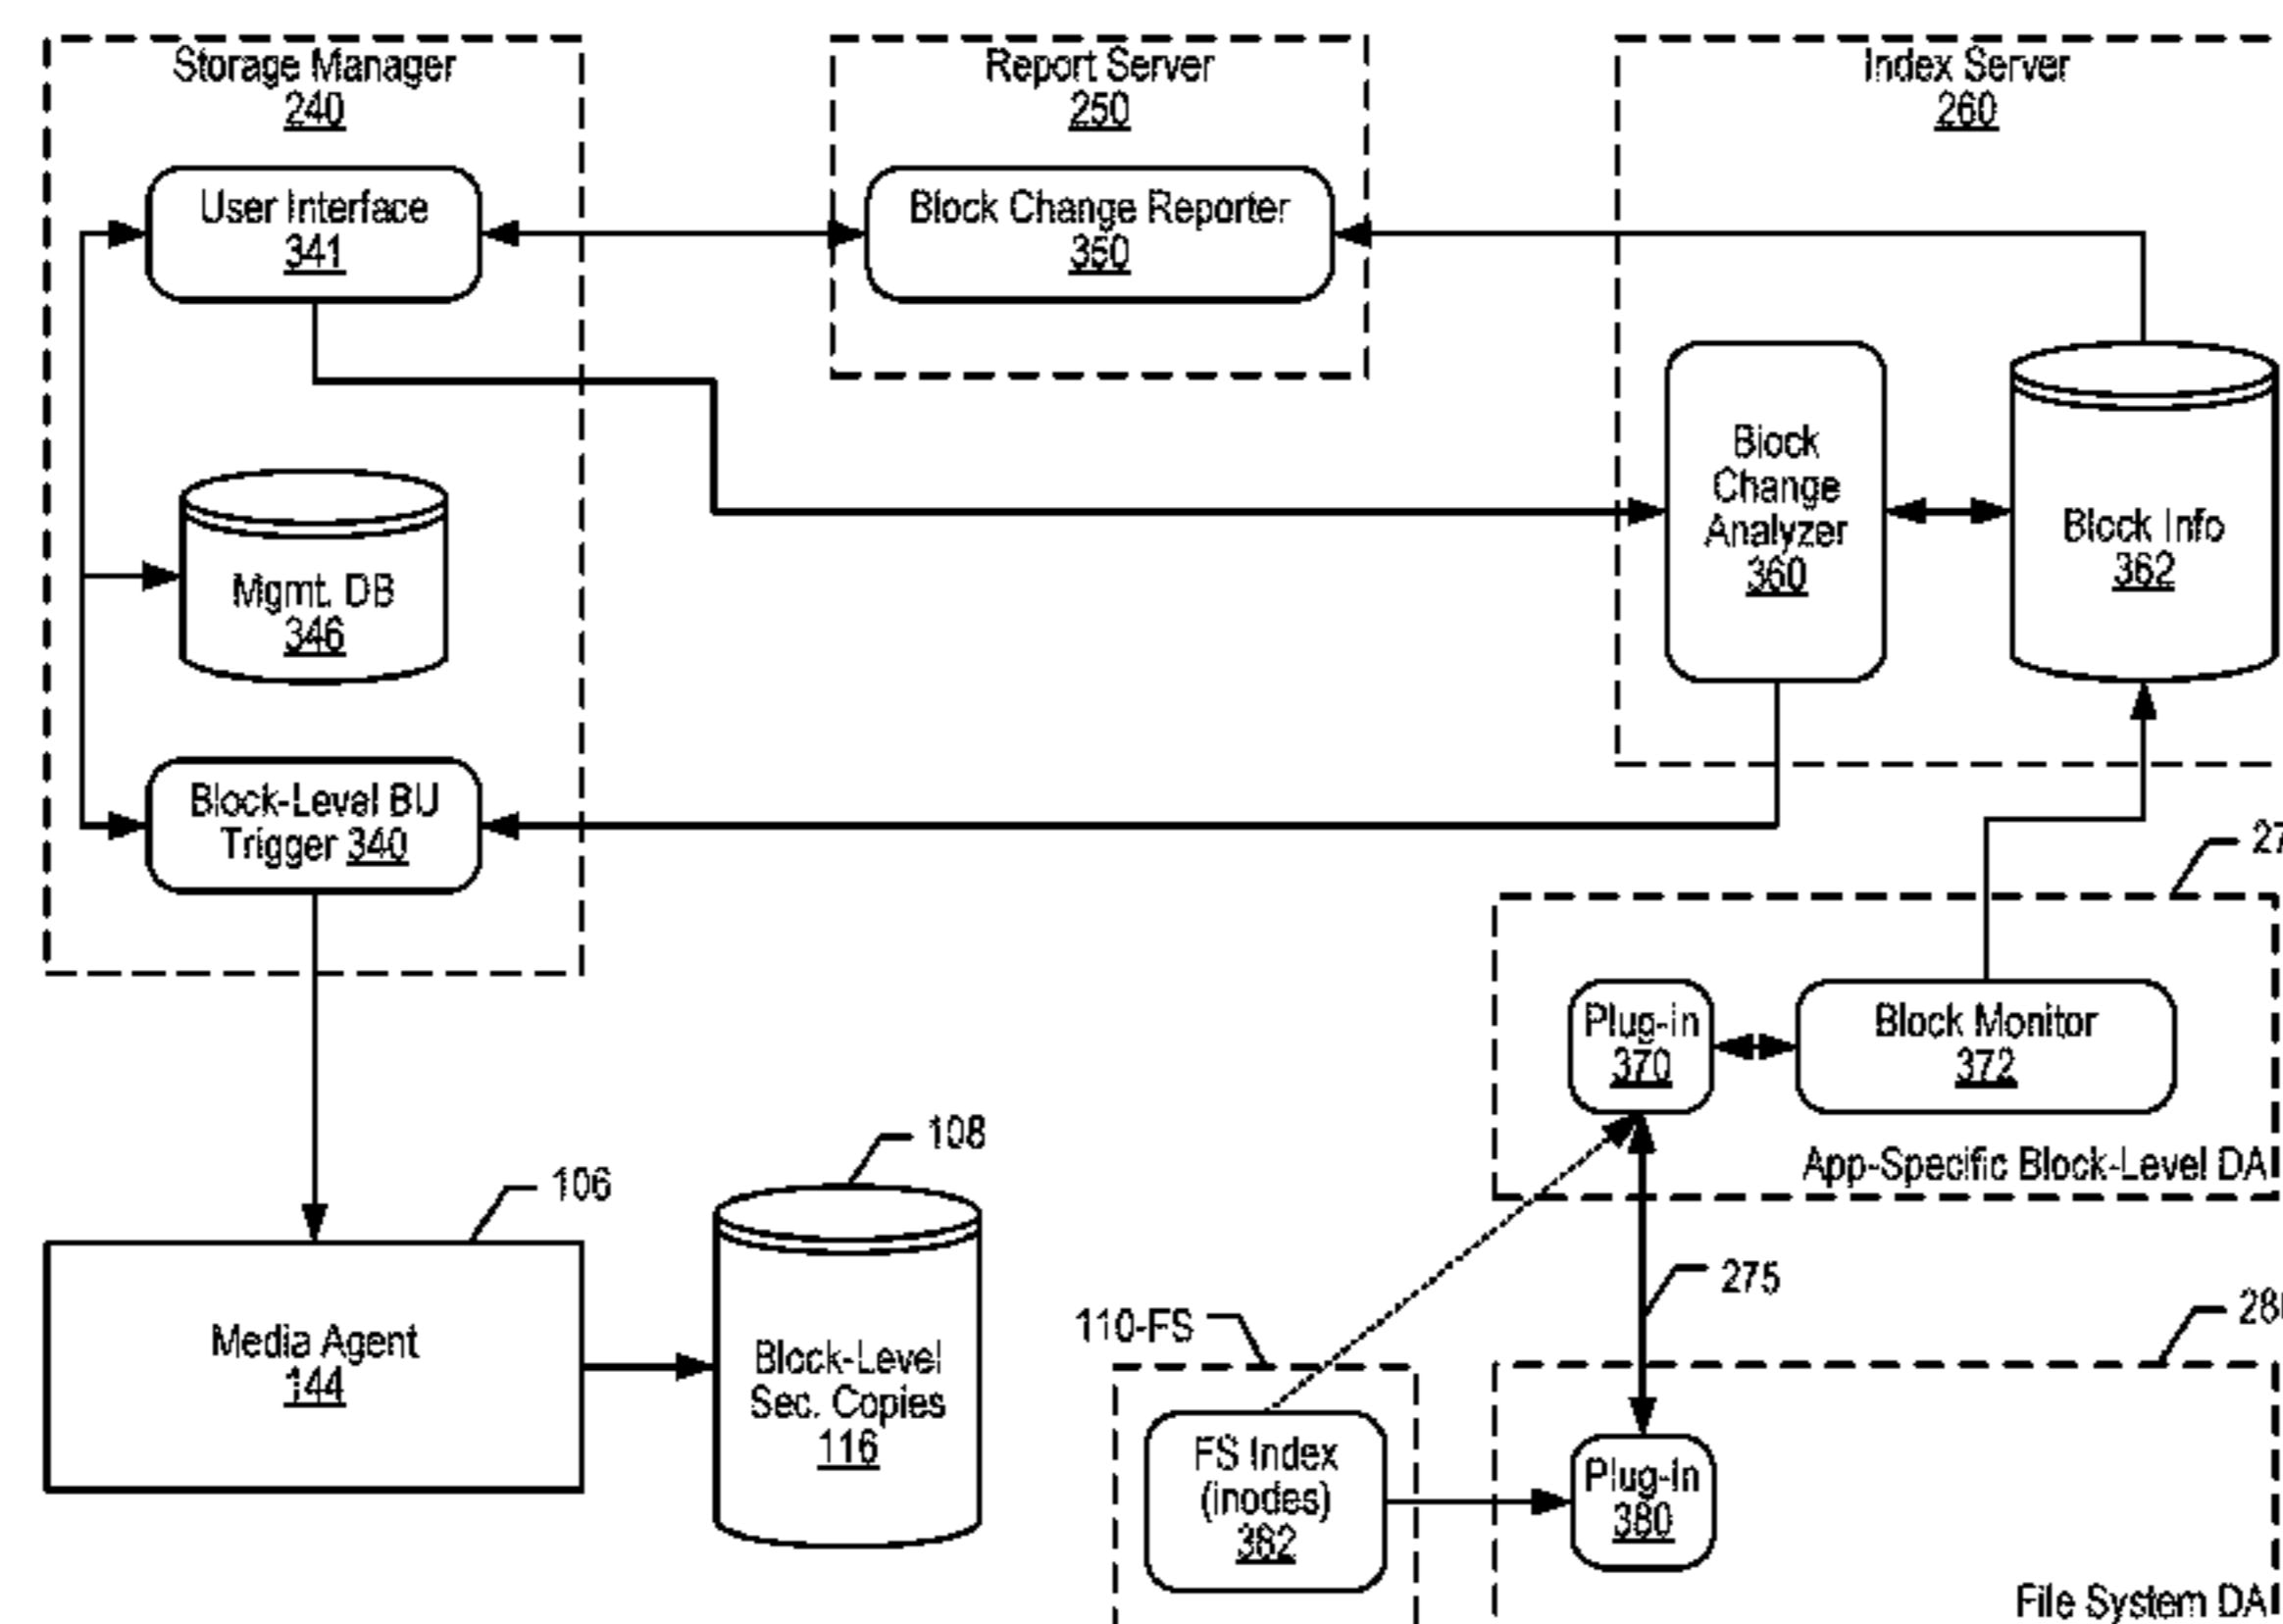 Storage Manager
240
Report Server
250
Index Server
260
User Interface
341
Block Change Reporter
350
Block
Change
Analyzer
360
Block Info
362
Mgmt. DB
346
Block-Level BU
Trigger 340
27
Plug-in
370
Block Monitor
372
App-Specific Block-Level DA
108
106
Media Agent
144
Block-Level
Sec. Copies
116
275
110-FS
28
FS Index
(inodes)
Plug-In
380
File System DA